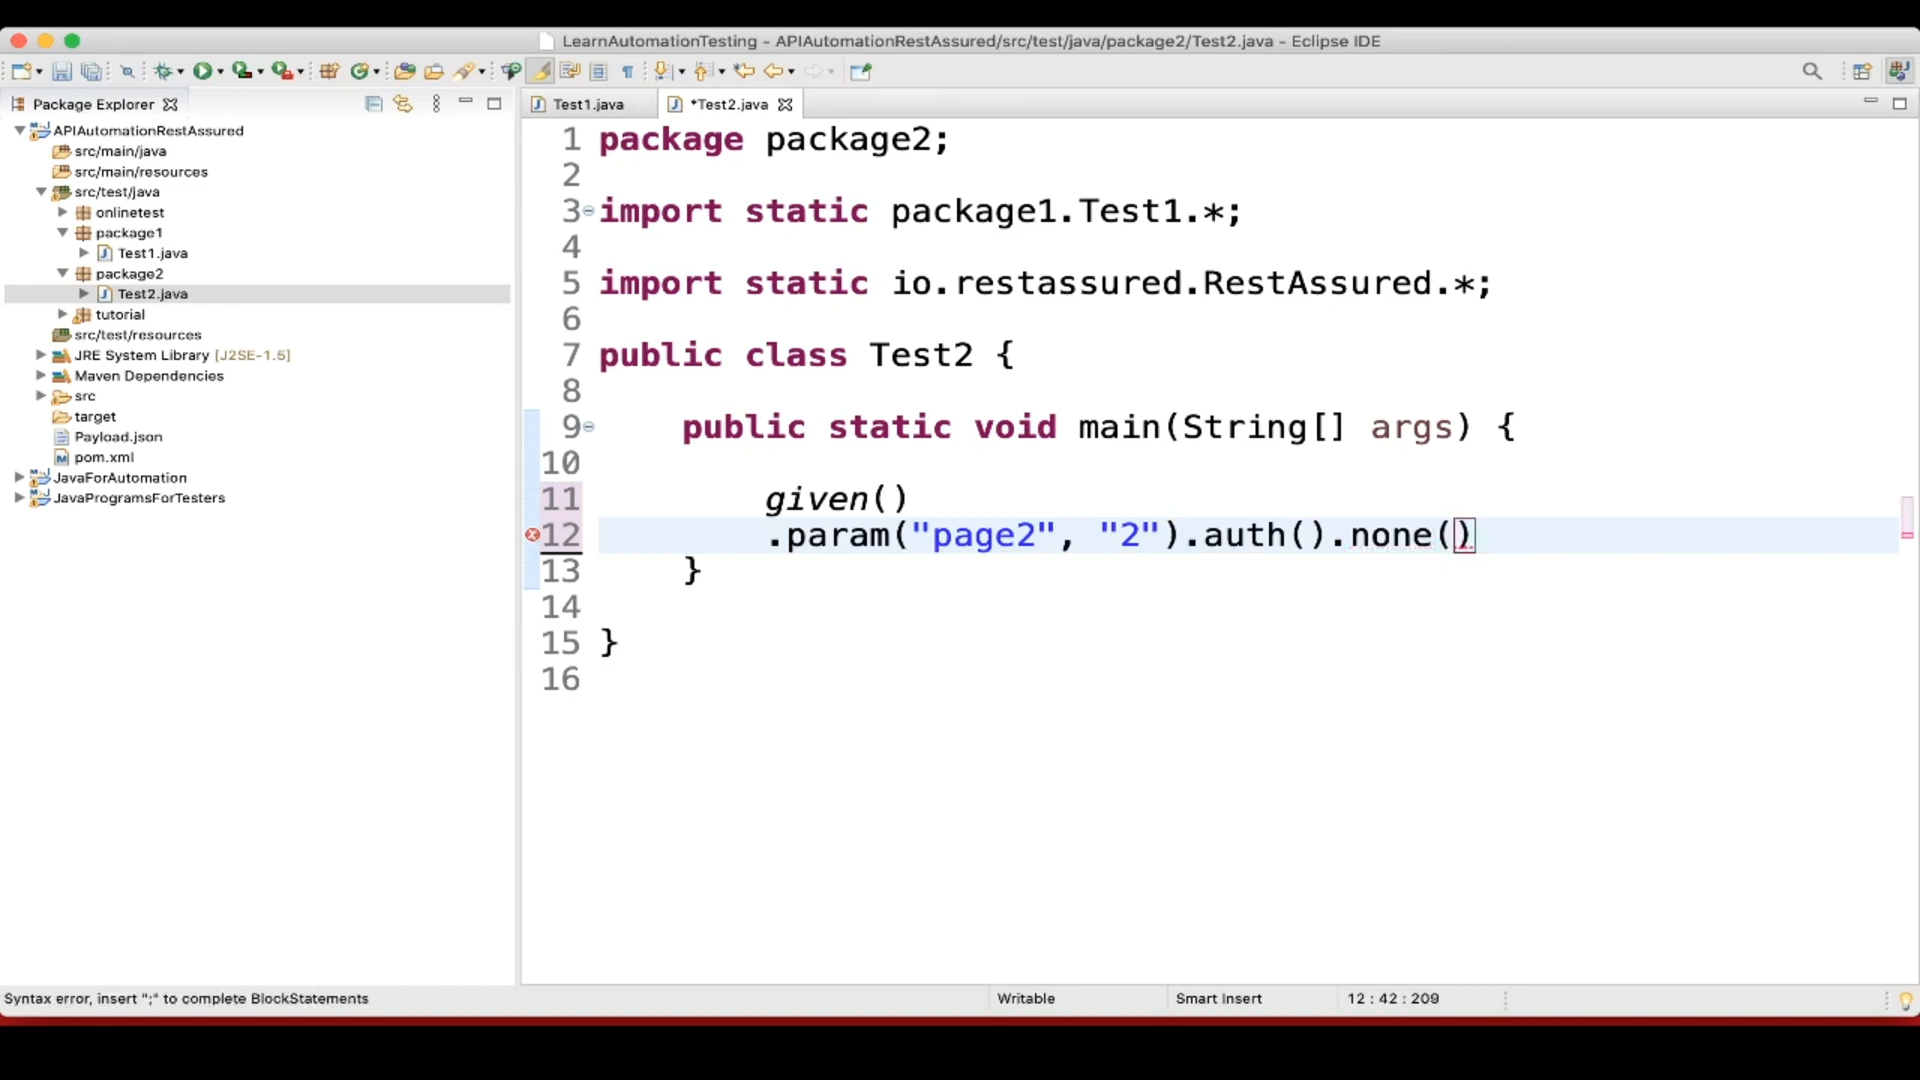 LearnAutomationTesting - APIAutomationRestAssured/src/test/java/package2/Test2.java - Eclipse IDE
Package Explorer
APIAutomationRestAssured
src/main/java
src/main/resources
src/test/java
onlinetest
package1
Test1.java
package2
Test2.java
tutorial
src/test/resources
JRE System Library [J2SE-1.5]
Maven Dependencies
src
target
Payload.json
pom.xml
JavaForAutomation
JavaProgramsForTesters
Test1.java
*Test2.java
1 package package2;
2
3 import static package1.Test1.*;
4
5 import static io.restassured.RestAssured.*;
6
7 public class Test2 {
8
9 public static void main(String[] args) {
10
11 given()
12 .param("page2", "2").auth().none()
13 }
14
15 }
16
Syntax error, insert ";" to complete BlockStatements
Writable
Smart Insert
12 : 42 : 209